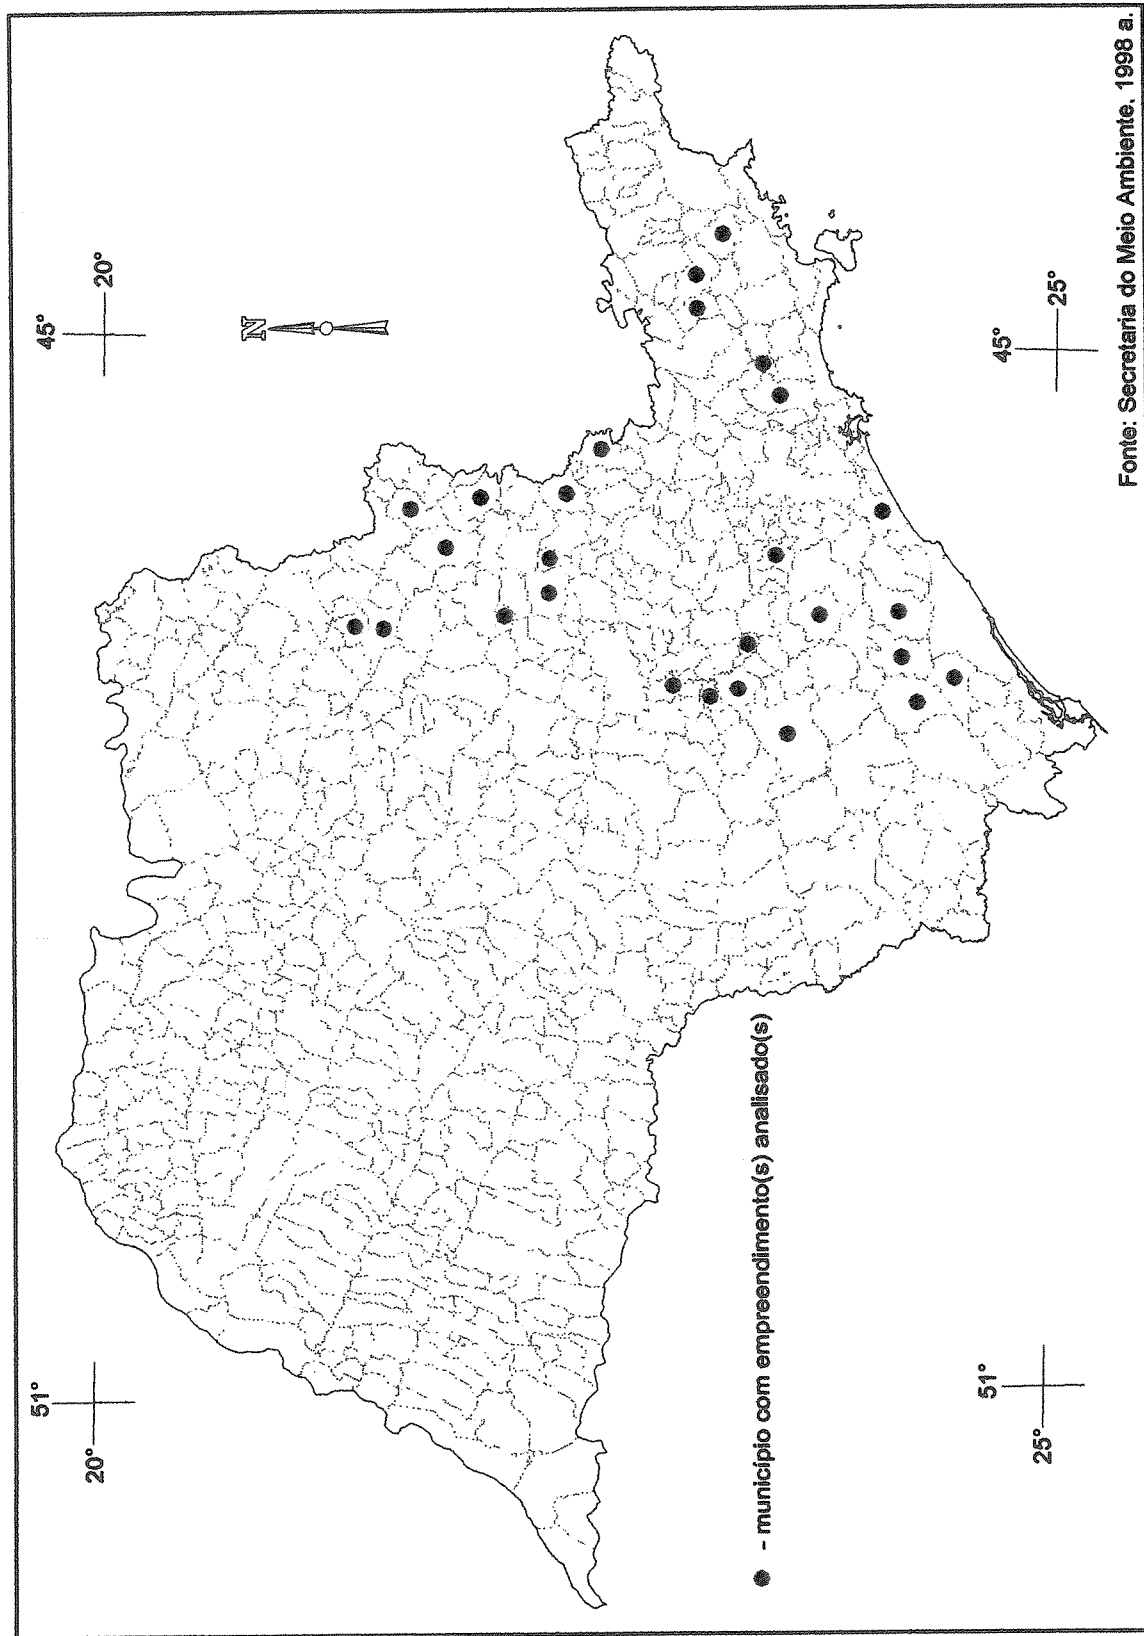 51°
20°
45°
20°
N
51°
25°
45°
25°
- município com empreendimento(s) analisado(s)
Fonte: Secretaria do Meio Ambiente, 1998 a.